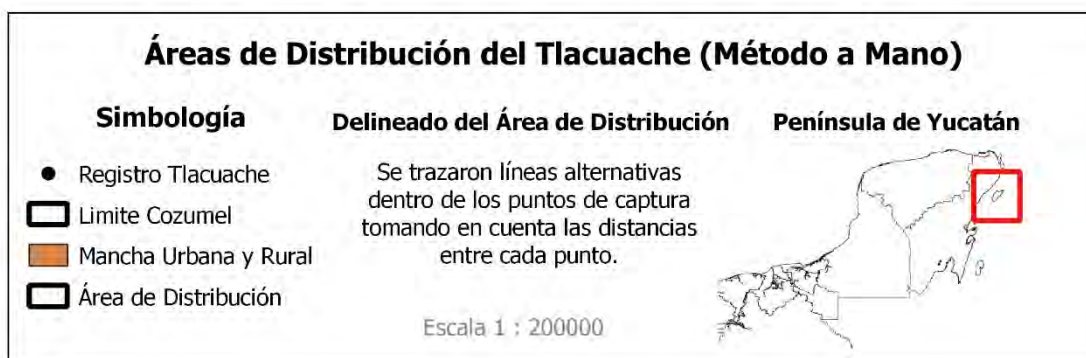 Áreas de Distribución del Tlacuache (Método a Mano)
Simbología
Registro Tlacuache
Limite Cozumel
Mancha Urbana y Rural
Área de Distribución
Delineado del Área de Distribución
Se trazaron líneas alternativas
dentro de los puntos de captura
tomando en cuenta las distancias
entre cada punto.
Escala 1 : 200000
Península de Yucatán